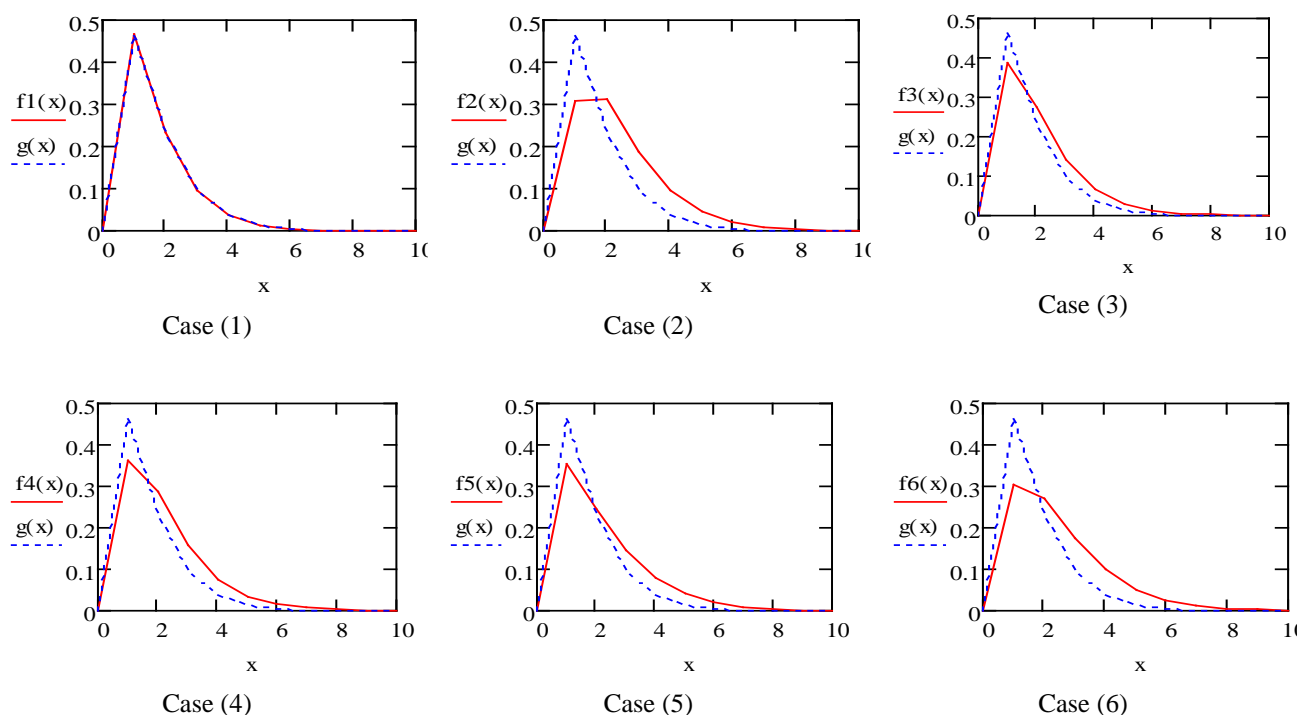 0.5
0.4
0.3
0.2
0.1
0
f1(x)
g(x)
0 2 4 6 8 10
x
Case (1)
0.5
0.4
0.3
0.2
0.1
0
f2(x)
g(x)
0 2 4 6 8 10
x
Case (2)
0.5
0.4
0.3
0.2
0.1
0
f3(x)
g(x)
0 2 4 6 8 10
x
Case (3)
0.5
0.4
0.3
0.2
0.1
0
f4(x)
g(x)
0 2 4 6 8 10
x
Case (4)
0.5
0.4
0.3
0.2
0.1
0
f5(x)
g(x)
0 2 4 6 8 10
x
Case (5)
0.5
0.4
0.3
0.2
0.1
0
f6(x)
g(x)
0 2 4 6 8 10
x
Case (6)